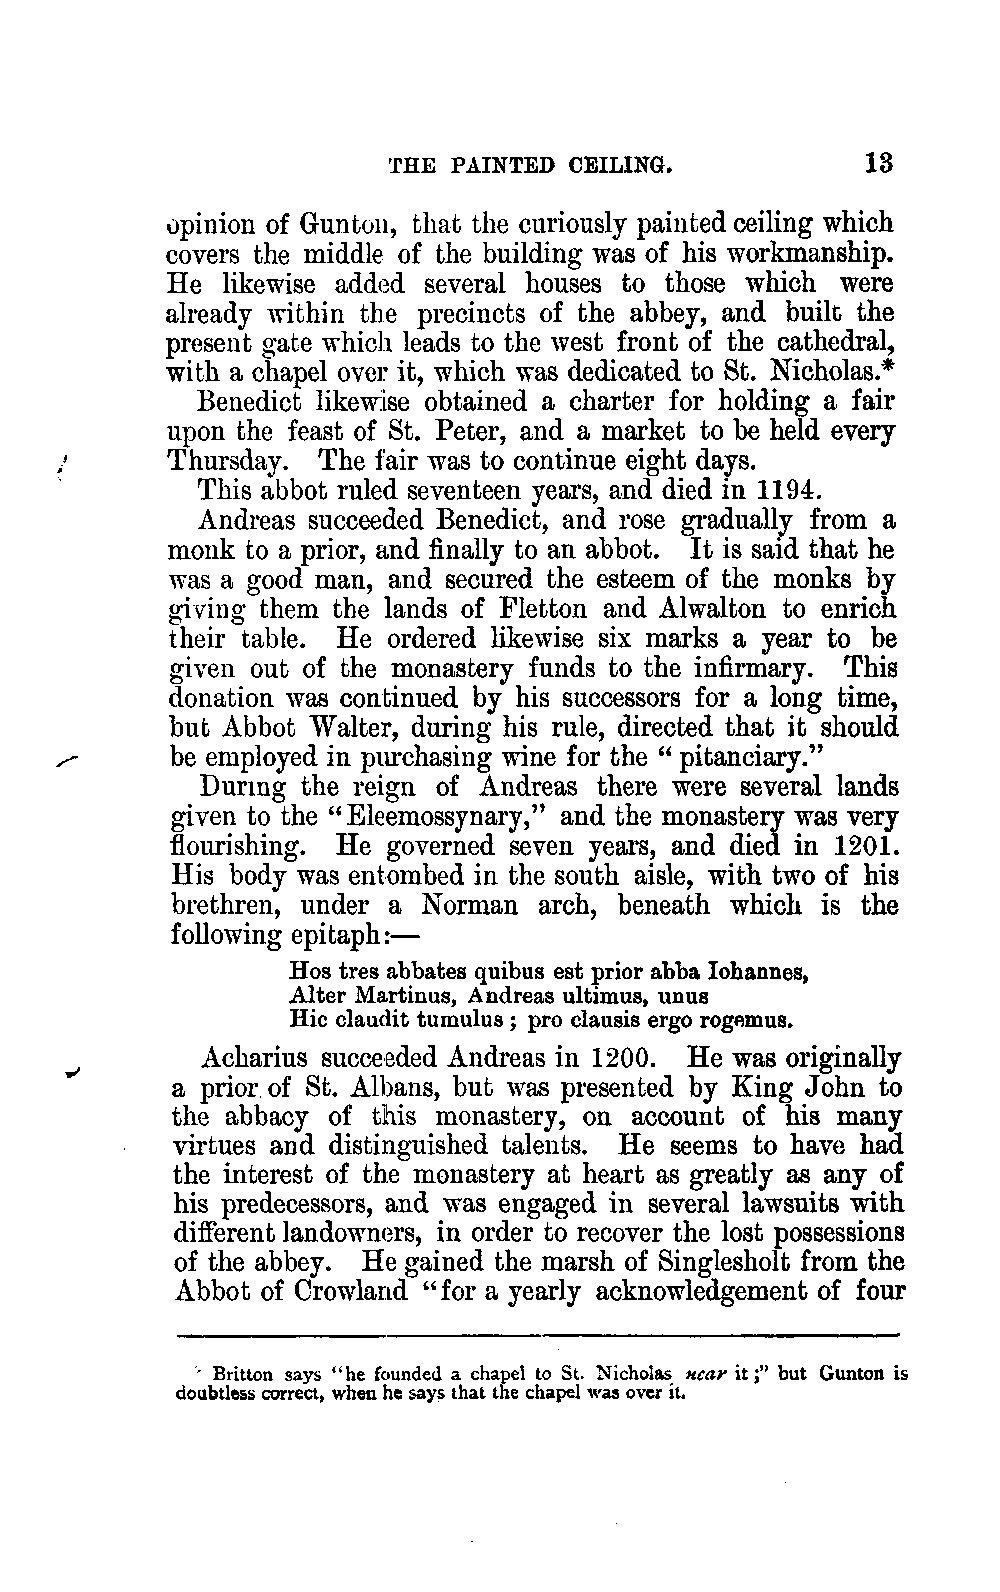 THE PAINTED CEILING. 13
opinion of Gunton, that the curiously painted ceiling which
covers the middle of the building was of his workmanship.
He likewise added several houses to those which were
already within the precincts of the abbey, and built the
present gate which leads to the west front of the cathedral,
with a chapel over it, which was dedicated to St. Nicholas.*
Benedict likewise obtained a charter for holding a fair
upon the feast of St. Peter, and a market to be held every
Thursday. The fair was to continue eight days.
This abbot ruled seventeen years, and died in 1194.
Andreas succeeded Benedict, and rose gradually from a
monk to a prior, and finally to an abbot. It is said that he
was a good man, and secured the esteem of the monks by
giving them the lands of Fletton and Alwalton to enrich
their table. He ordered likewise six marks a year to be
given out of the monastery funds to the infirmary. This
donation was continued by his successors for a long time,
but Abbot Walter, during his rule, directed that it should
be employed in purchasing wine for the “ pitanciary.”
During the reign of Andreas there were several lands
given to the “Eleemossynary,” and the monastery was very
flourishing. He governed seven years, and died in 1201.
His body was entombed in the south aisle, with two of his
brethren, under a Norman arch, beneath which is the
following epitaph:—
Hos tres abbates quibus est prior abba Iohannes,
Alter Martinus, Andreas ultimus, unus
Hic claudit tumulus ; pro clausis ergo rogemus.
Acharius succeeded Andreas in 1200. He was originally
a prior of St. Albans, but was presented by King John to
the abbacy of this monastery, on account of his many
virtues and distinguished talents. He seems to have had
the interest of the monastery at heart as greatly as any of
his predecessors, and was engaged in several lawsuits with
different landowners, in order to recover the lost possessions
of the abbey. He gained the marsh of Singlesholt from the
Abbot of Crowland “for a yearly acknowledgement of four
* Britton says “he founded a chapel to St. Nicholas near it ;” but Gunton is
doubtless correct, when he says that the chapel was over it.